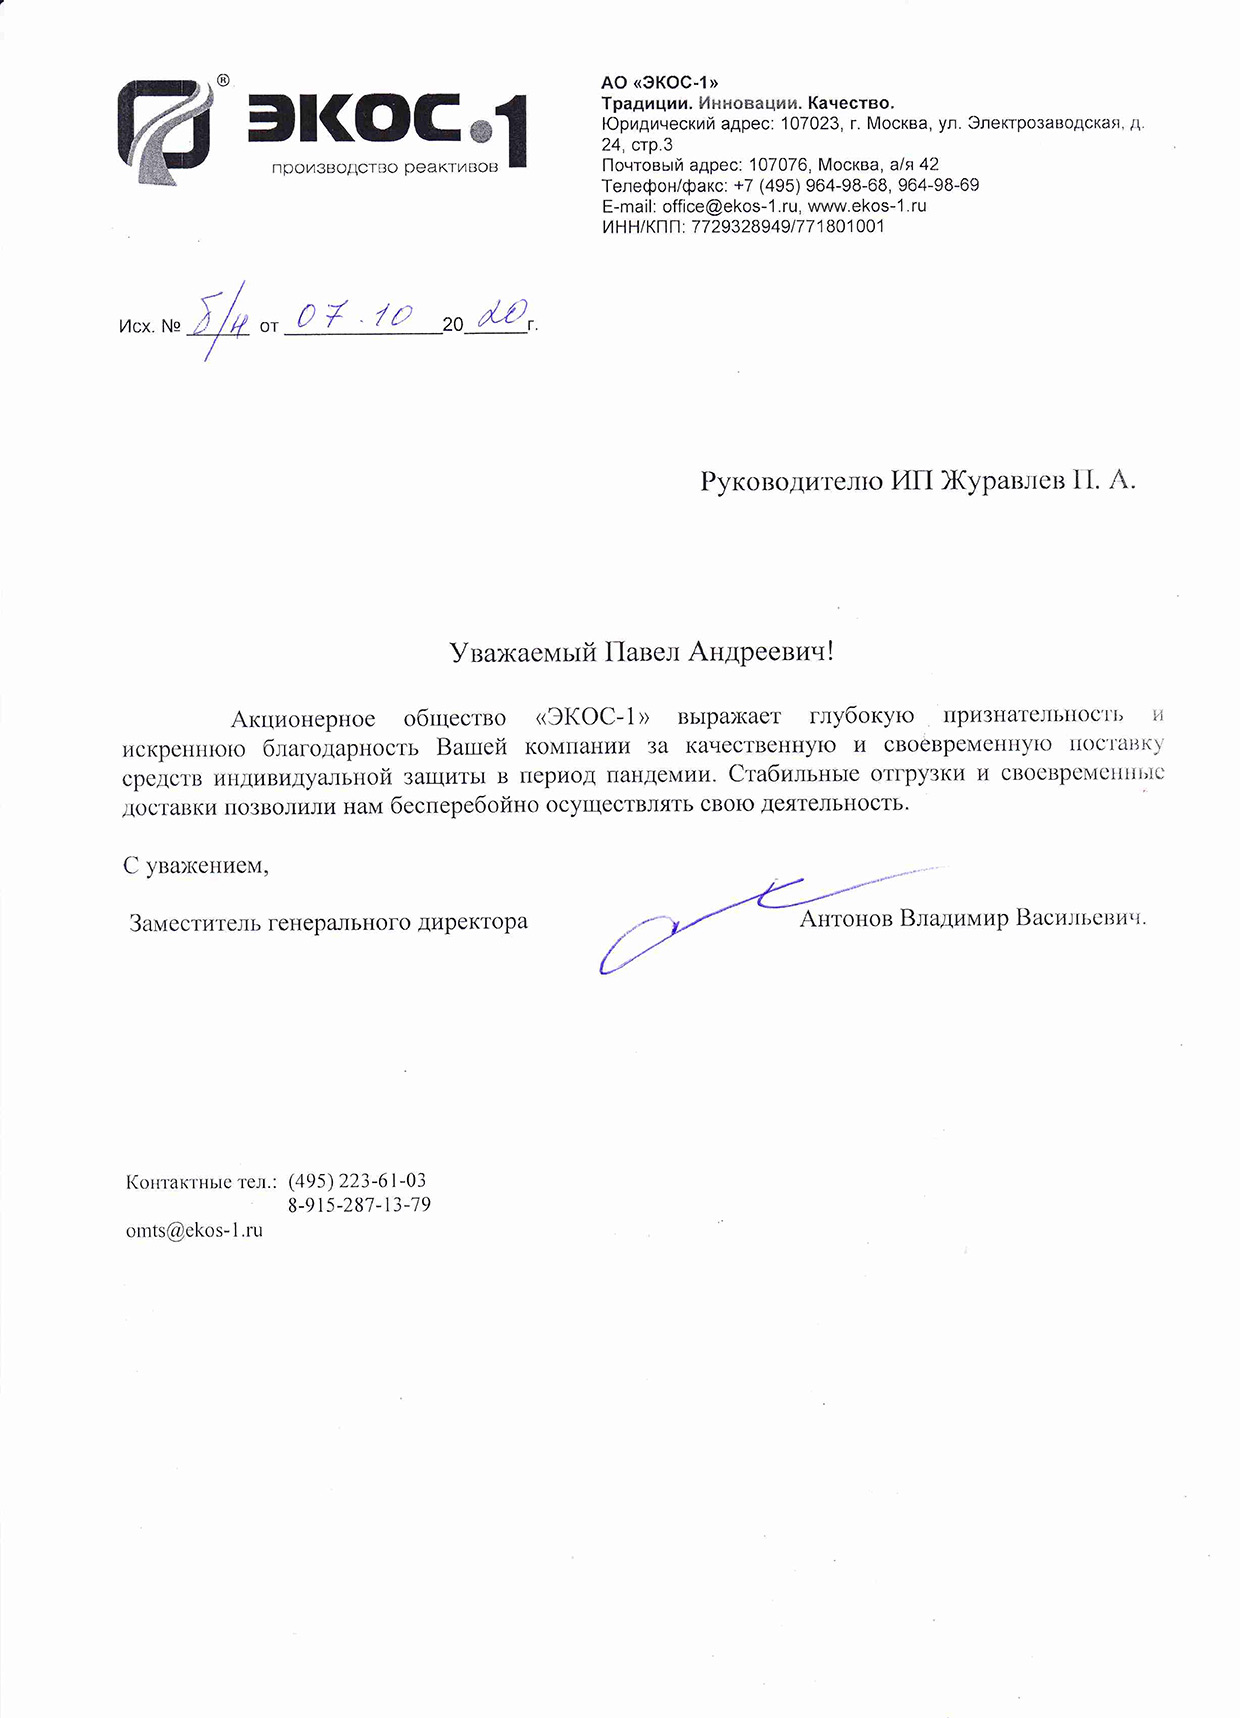 ®
ЭКОС·1
производство реактивов
АО «ЭКОС-1»
Традиции. Инновации. Качество.
Юридический адрес: 107023, г. Москва, ул. Электрозаводская, д.
24, стр.3
Почтовый адрес: 107076, Москва, а/я 42
Телефон/факс: +7 (495) 964-98-68, 964-98-69
E-mail: office@ekos-1.ru, www.ekos-1.ru
ИНН/КПП: 7729328949/771801001
Исх. № б/н от 07.10 2020г.
Руководителю ИП Журавлев П. А.
Уважаемый Павел Андреевич!
Акционерное общество «ЭКОС-1» выражает глубокую признательность и
искреннюю благодарность Вашей компании за качественную и своевременную поставку
средств индивидуальной защиты в период пандемии. Стабильные отгрузки и своевременные
доставки позволили нам бесперебойно осуществлять свою деятельность.
С уважением,
Заместитель генерального директора Антонов Владимир Васильевич.
Контактные тел.: (495) 223-61-03
8-915-287-13-79
omts@ekos-1.ru